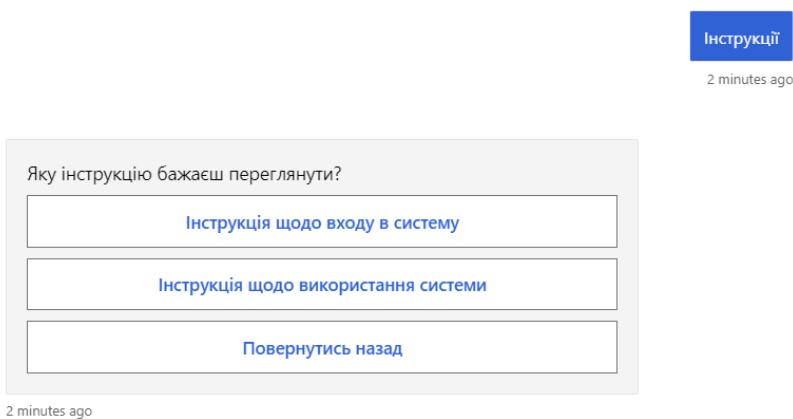 Інструкції
2 minutes ago
Яку інструкцію бажаєш переглянути?
Інструкція щодо входу в систему
Інструкція щодо використання системи
Повернутись назад
2 minutes ago